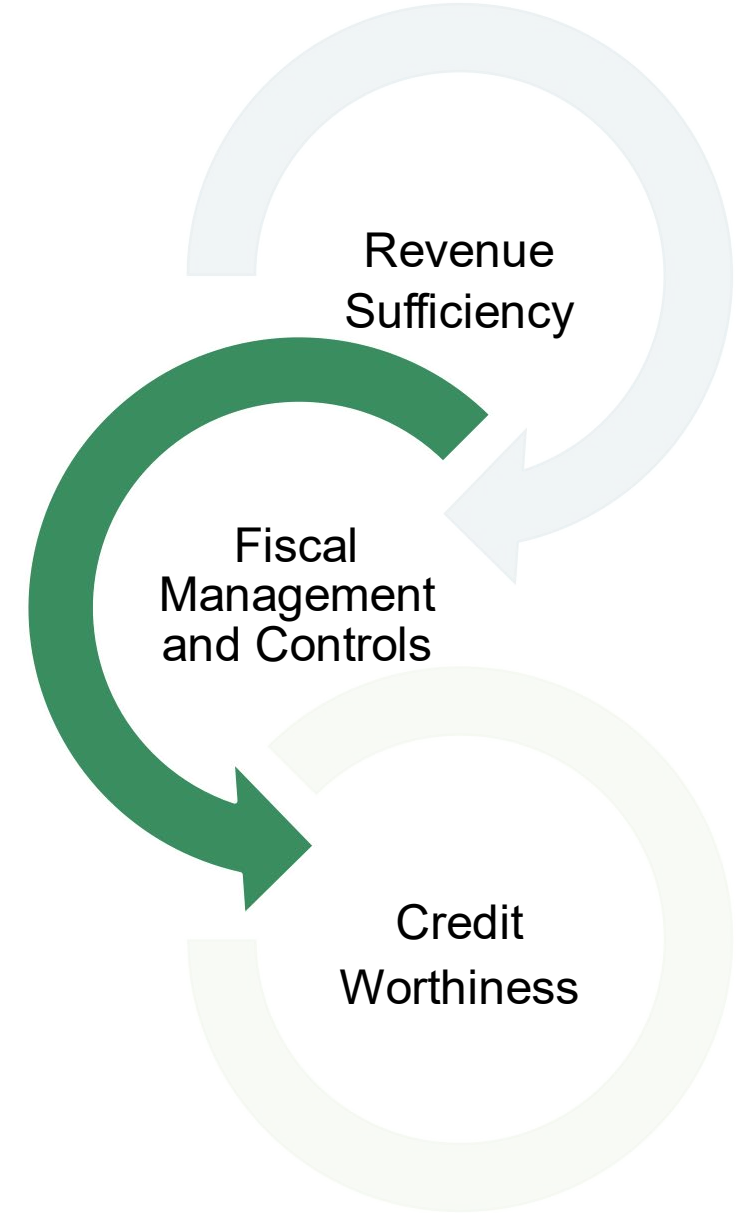 Revenue
Sufficiency
Fiscal
Management
and Controls
Credit
Worthiness